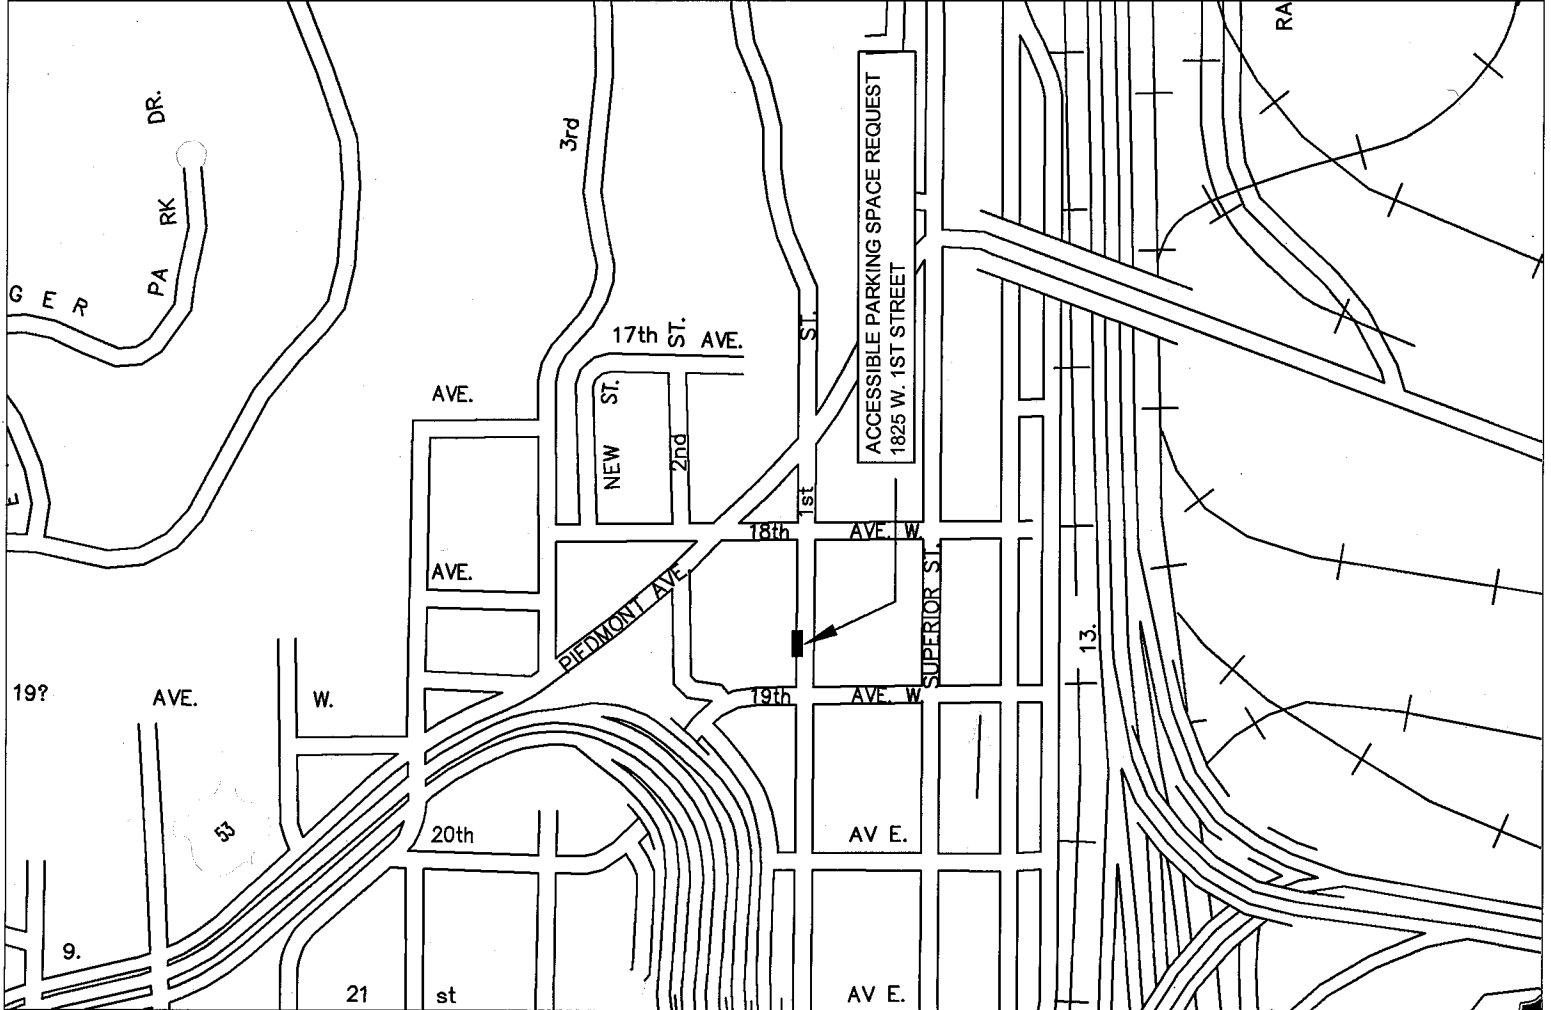 RA
DR.
PA RK
GER
3rd
ST.
ACCESSIBLE PARKING SPACE REQUEST
1825 W. 1ST STREET
17th AVE.
ST.
AVE.
NEW ST.
2nd
1st
E
18th AVE. W.
AVE.
PIEDMONT AVE.
SUPERIOR ST.
13.
19?
AVE. W.
19th AVE. W.
53
20th AV E.
9.
21 st AV E.